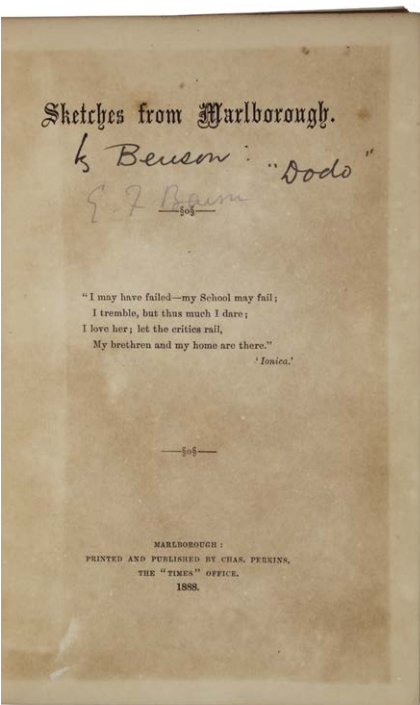 Sketches from Marlborough.
by Benson: "Dodo"
E. F. Benson
—§o§—
"I may have failed—my School may fail;
I tremble, but thus much I dare;
I love her; let the critics rail,
My brethren and my home are there."
'Ionica.'
—§o§—
MARLBOROUGH:
PRINTED AND PUBLISHED BY CHAS. PERKINS,
THE "TIMES" OFFICE.
1888.